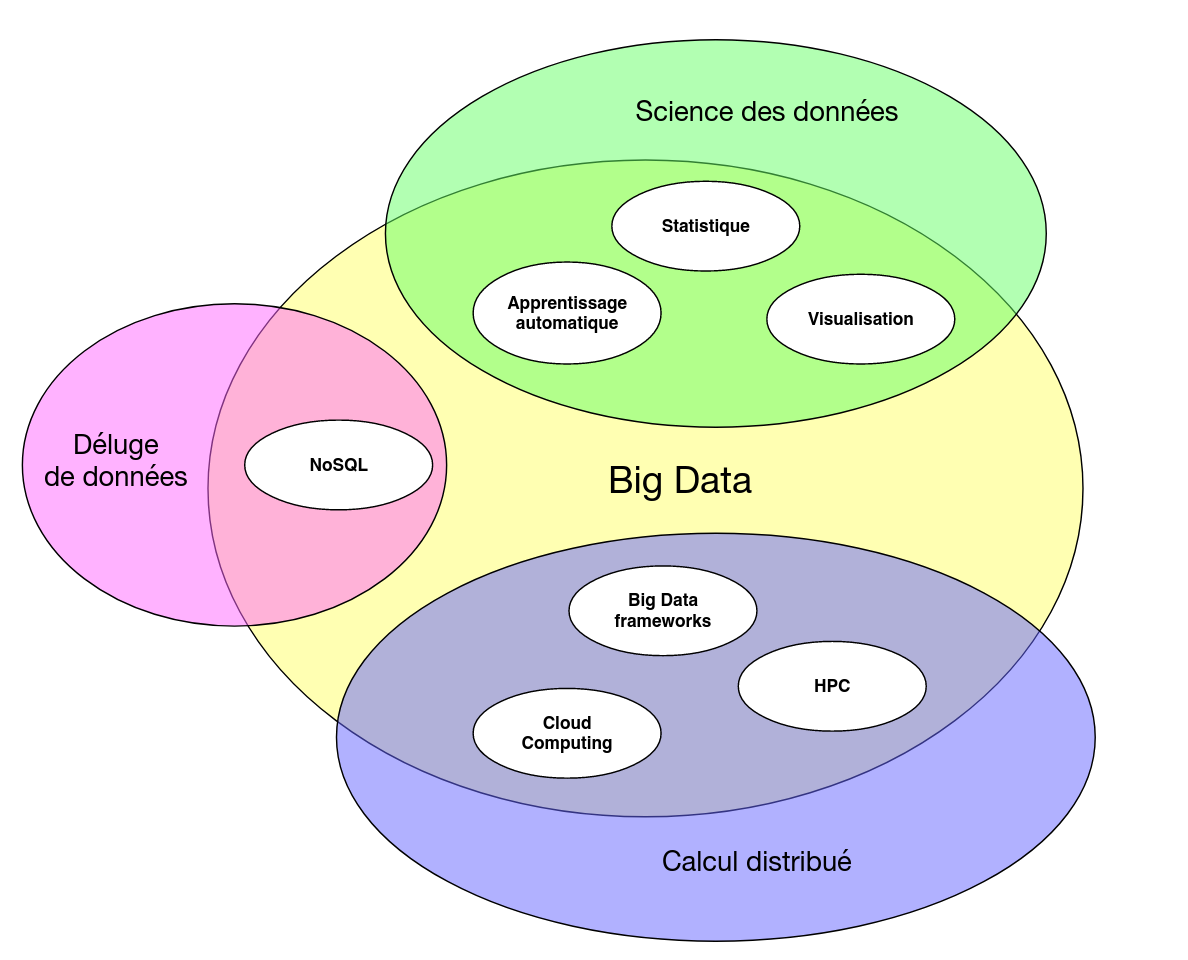 Science des données
Statistique
Apprentissage
automatique
Visualisation
Déluge
de données
NoSQL
Big Data
Big Data
frameworks
HPC
Cloud
Computing
Calcul distribué